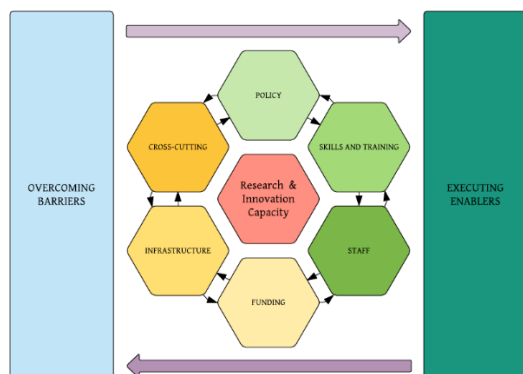 POLICY
CROSS-CUTTING
SKILLS AND TRAINING
OVERCOMING
BARRIERS
Research &
Innovation
Capacity
EXECUTING
ENABLERS
INFRASTRUCTURE
STAFF
FUNDING